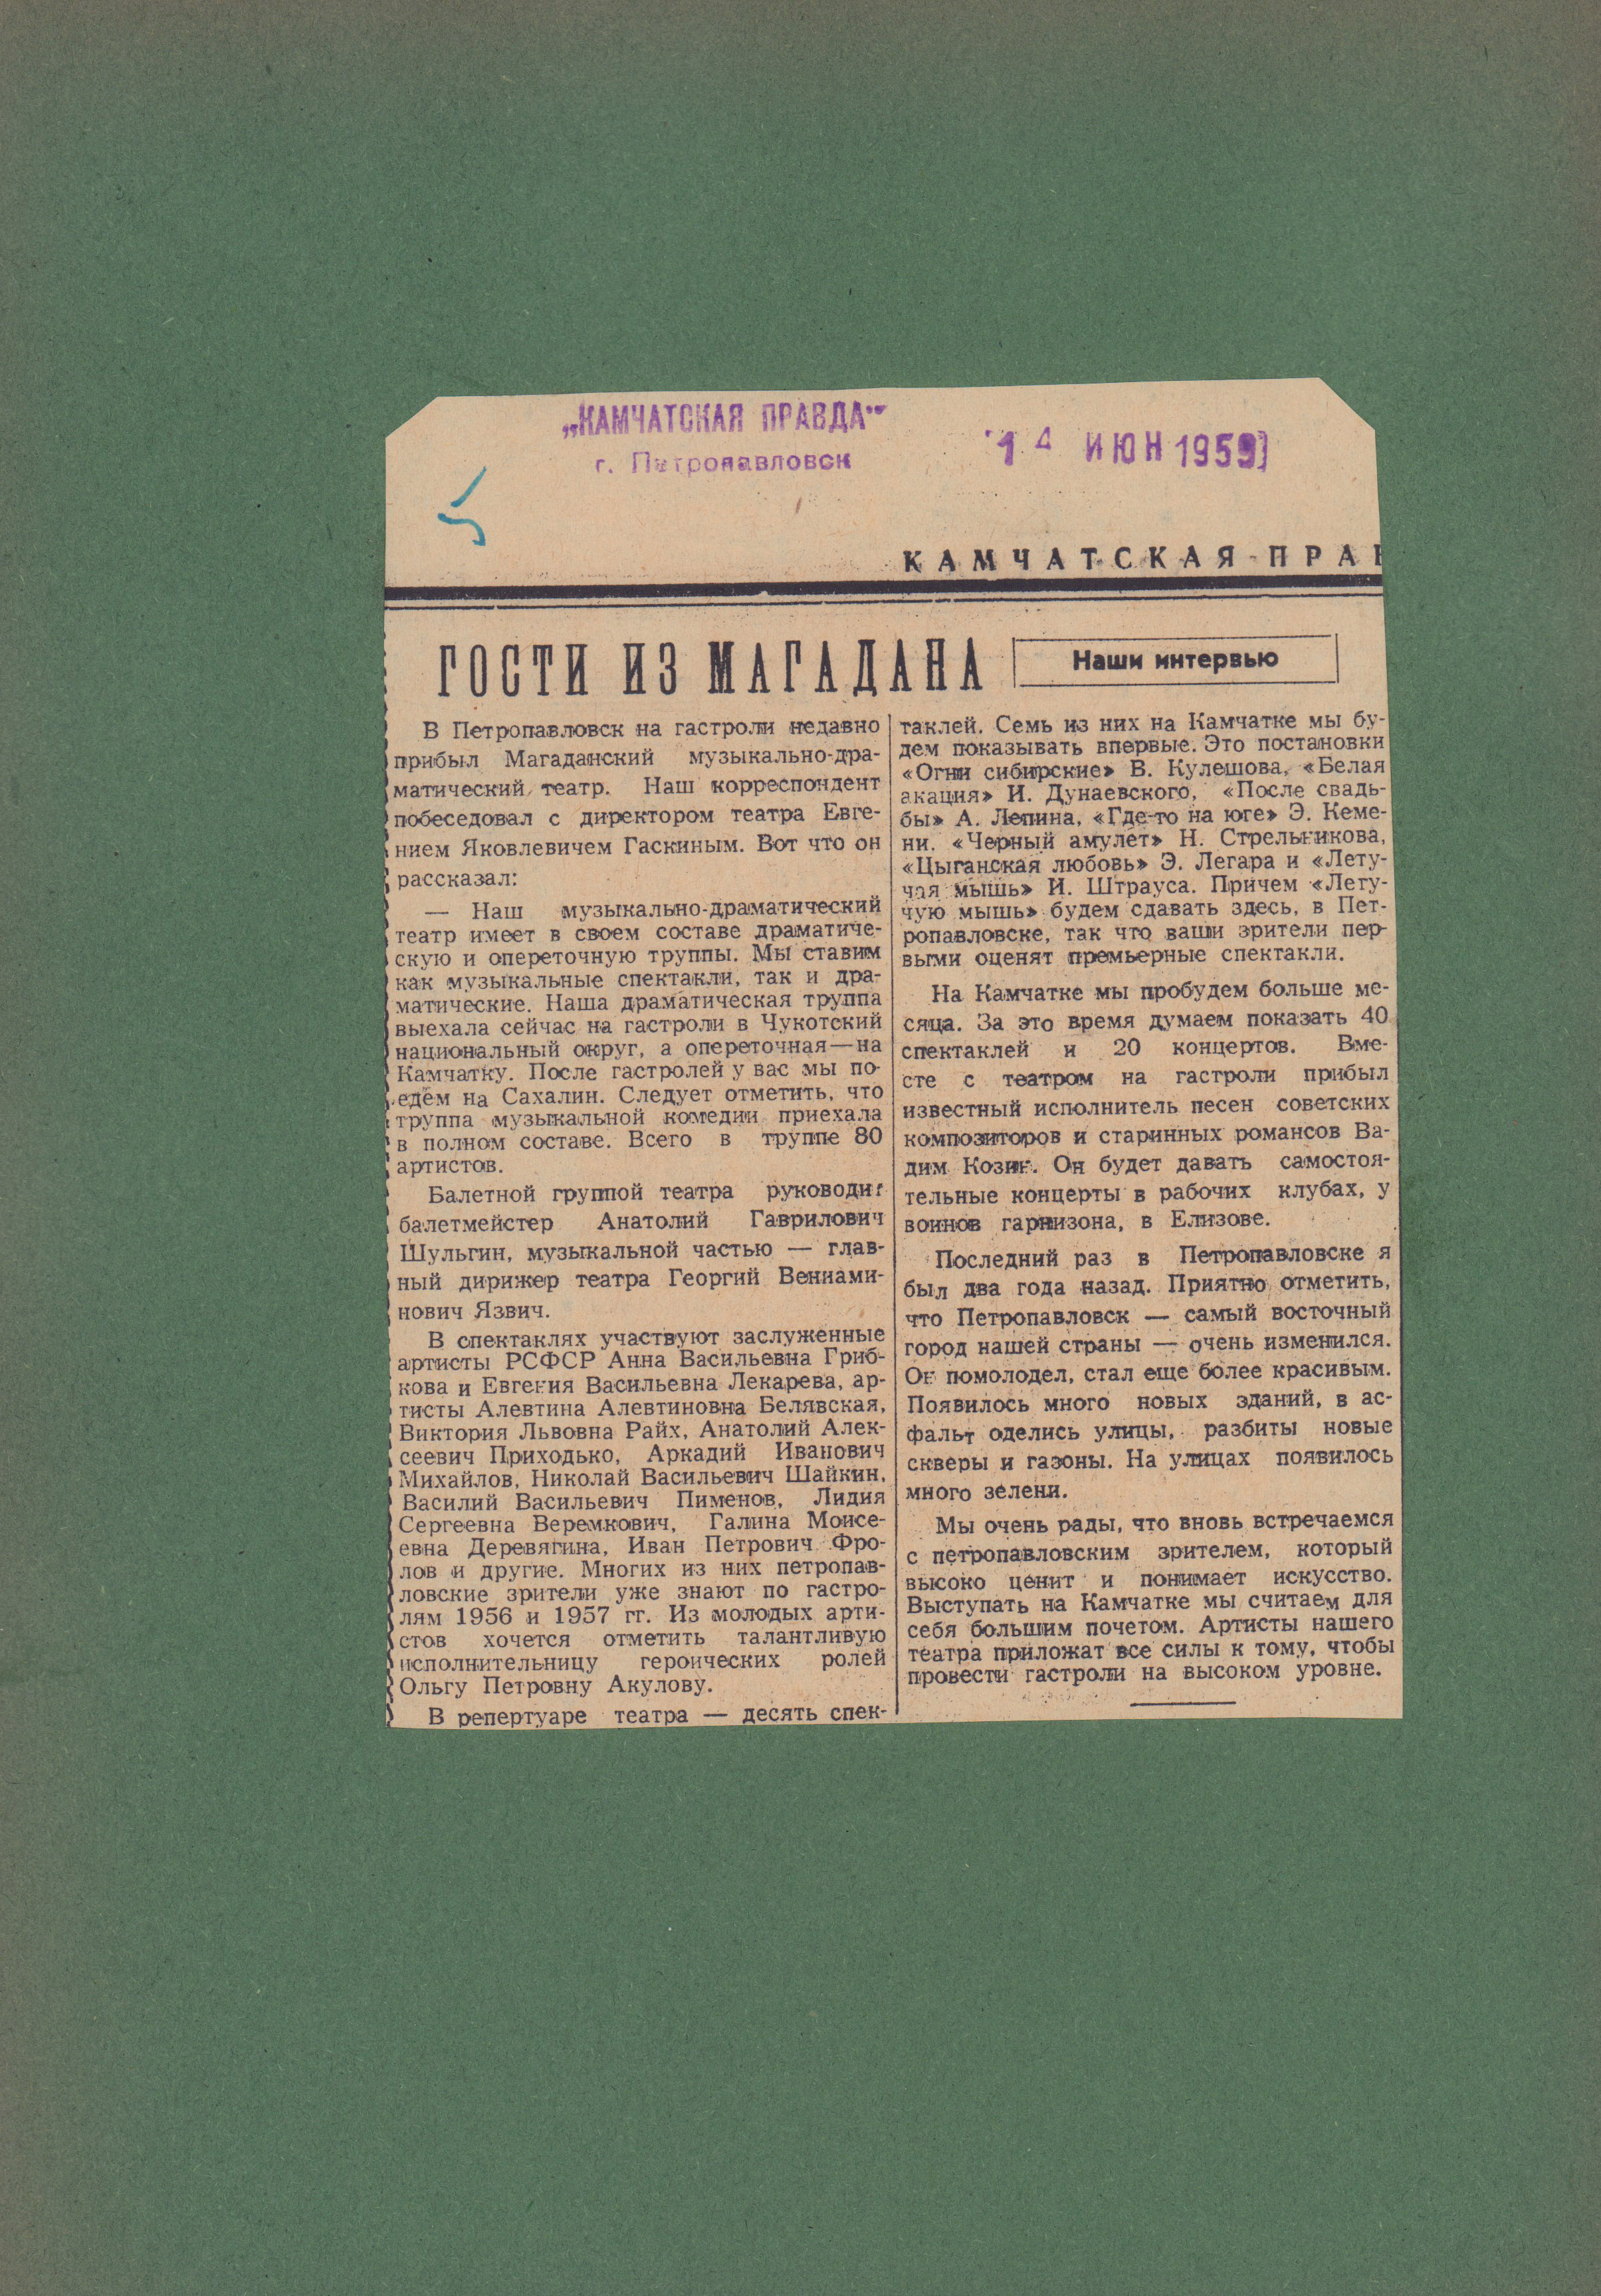 „КАМЧАТСКАЯ ПРАВДА"
г. Петропавловск
14 ИЮН 1959
КАМЧАТСКАЯ ПРАВ
ГОСТИ ИЗ МАГАДАНА
Наши интервью
В Петропавловск на гастроли недавно
прибыл Магаданский музыкально-дра-
матический театр. Наш корреспондент
побеседовал с директором театра Евге-
нием Яковлевичем Гаскиным. Вот что он
рассказал:
— Наш музыкально-драматический
театр имеет в своем составе драматиче-
скую и опереточную труппы. Мы ставим
как музыкальные спектакли, так и дра-
матические. Наша драматическая труппа
выехала сейчас на гастроли в Чукотский
национальный округ, а опереточная—на
Камчатку. После гастролей у вас мы по-
едем на Сахалин. Следует отметить, что
труппа музыкальной комедии приехала
в полном составе. Всего в труппе 80
артистов.
Балетной группой театра руководит
балетмейстер Анатолий Гаврилович
Шульгин, музыкальной частью — глав-
ный дирижер театра Георгий Вениами-
нович Язвич.
В спектаклях участвуют заслуженные
артисты РСФСР Анна Васильевна Гриб-
кова и Евгения Васильевна Лекарева, ар-
тисты Алевтина Алевтиновна Белявская,
Виктория Львовна Райх, Анатолий Алек-
сеевич Приходько, Аркадий Иванович
Михайлов, Николай Васильевич Шайкин,
Василий Васильевич Пименов, Лидия
Сергеевна Веремкович, Галина Моисе-
евна Деревягина, Иван Петрович Фро-
лов и другие. Многих из них петропав-
ловские зрители уже знают по гастро-
лям 1956 и 1957 гг. Из молодых арти-
стов хочется отметить талантливую
исполнительницу героических ролей
Ольгу Петровну Акулову.
В репертуаре театра — десять спек-
таклей. Семь из них на Камчатке мы бу-
дем показывать впервые. Это постановки
«Огни сибирские» В. Кулешова, «Белая
акация» И. Дунаевского, «После свадь-
бы» А. Лепина, «Где-то на юге» Э. Кеме-
ни, «Черный амулет» Н. Стрельникова,
«Цыганская любовь» Э. Легара и «Лету-
чая мышь» И. Штрауса. Причем «Лету-
чую мышь» будем сдавать здесь, в Пет-
ропавловске, так что ваши зрители пер-
выми оценят премьерные спектакли.
На Камчатке мы пробудем больше ме-
сяца. За это время думаем показать 40
спектаклей и 20 концертов. Вме-
сте с театром на гастроли прибыл
известный исполнитель песен советских
композиторов и старинных романсов Ва-
дим Козин. Он будет давать самостоя-
тельные концерты в рабочих клубах, у
воинов гарнизона, в Елизове.
Последний раз в Петропавловске я
был два года назад. Приятно отметить,
что Петропавловск — самый восточный
город нашей страны — очень изменился.
Он помолодел, стал еще более красивым.
Появилось много новых зданий, в ас-
фальт оделись улицы, разбиты новые
скверы и газоны. На улицах появилось
много зелени.
Мы очень рады, что вновь встречаемся
с петропавловским зрителем, который
высоко ценит и понимает искусство.
Выступать на Камчатке мы считаем для
себя большим почетом. Артисты нашего
театра приложат все силы к тому, чтобы
провести гастроли на высоком уровне.